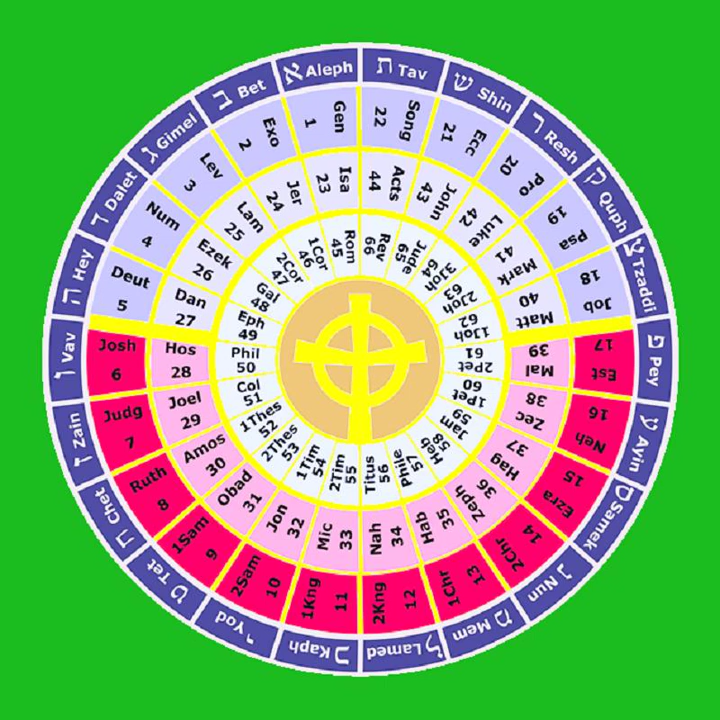 א Aleph
ב Bet
ג Gimel
ד Dalet
ה Hey
ו Vav
ז Zain
ח Chet
ט Tet
י Yod
כ Kaph
ל Lamed
מ Mem
נ Nun
ס Samek
ע Ayin
פ Pey
צ Tzaddi
ק Quph
ר Resh
ש Shin
ת Tav
Gen
1
Exo
2
Lev
3
Num
4
Deut
5
Josh
6
Judg
7
Ruth
8
1Sam
9
2Sam
10
1Kng
11
2Kng
12
1Chr
13
2Chr
14
Ezra
15
Neh
16
Est
17
Job
18
Psa
19
Pro
20
Ecc
21
Song
22
Isa
23
Jer
24
Lam
25
Ezek
26
Dan
27
Hos
28
Joel
29
Amos
30
Obad
31
Jon
32
Mic
33
Nah
34
Hab
35
Zeph
36
Hag
37
Zec
38
Mal
39
Matt
40
Mark
41
Luke
42
John
43
Acts
44
Rom
45
1Cor
46
2Cor
47
Gal
48
Eph
49
Phil
50
Col
51
1Thes
52
2Thes
53
1Tim
54
2Tim
55
Titus
56
Phile
57
Heb
58
Jam
59
1Pet
60
2Pet
61
1Joh
62
2Joh
63
3Joh
64
Jude
65
Rev
66